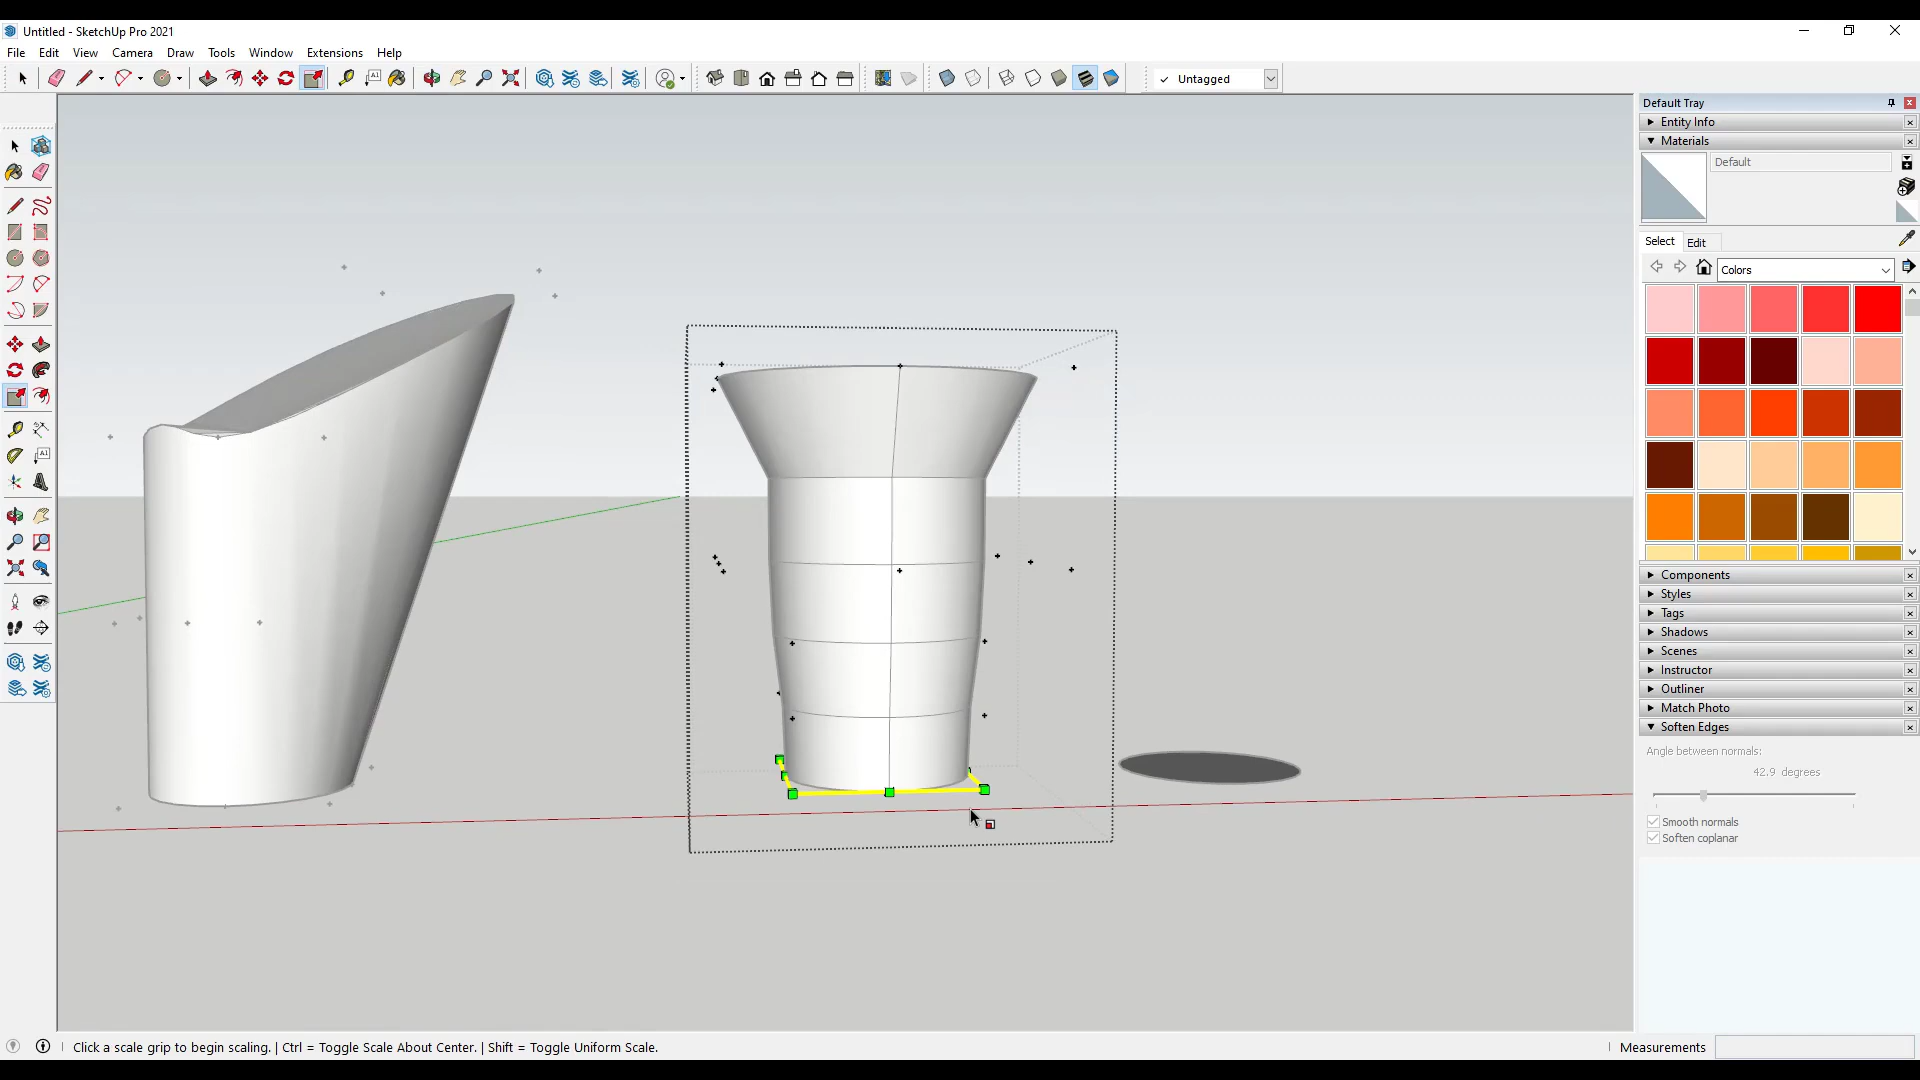 Untitled - SketchUp Pro 2021
File Edit View Camera Draw Tools Window Extensions Help
A1
Untagged
Default Tray
Entity Info
Materials
Default
Select Edit
Colors
A1
Components
Styles
Tags
Shadows
Scenes
Instructor
Outliner
Match Photo
Soften Edges
Angle between normals:
42.9 degrees
Smooth normals
Soften coplanar
Click a scale grip to begin scaling. | Ctrl = Toggle Scale About Center. | Shift = Toggle Uniform Scale.
Measurements